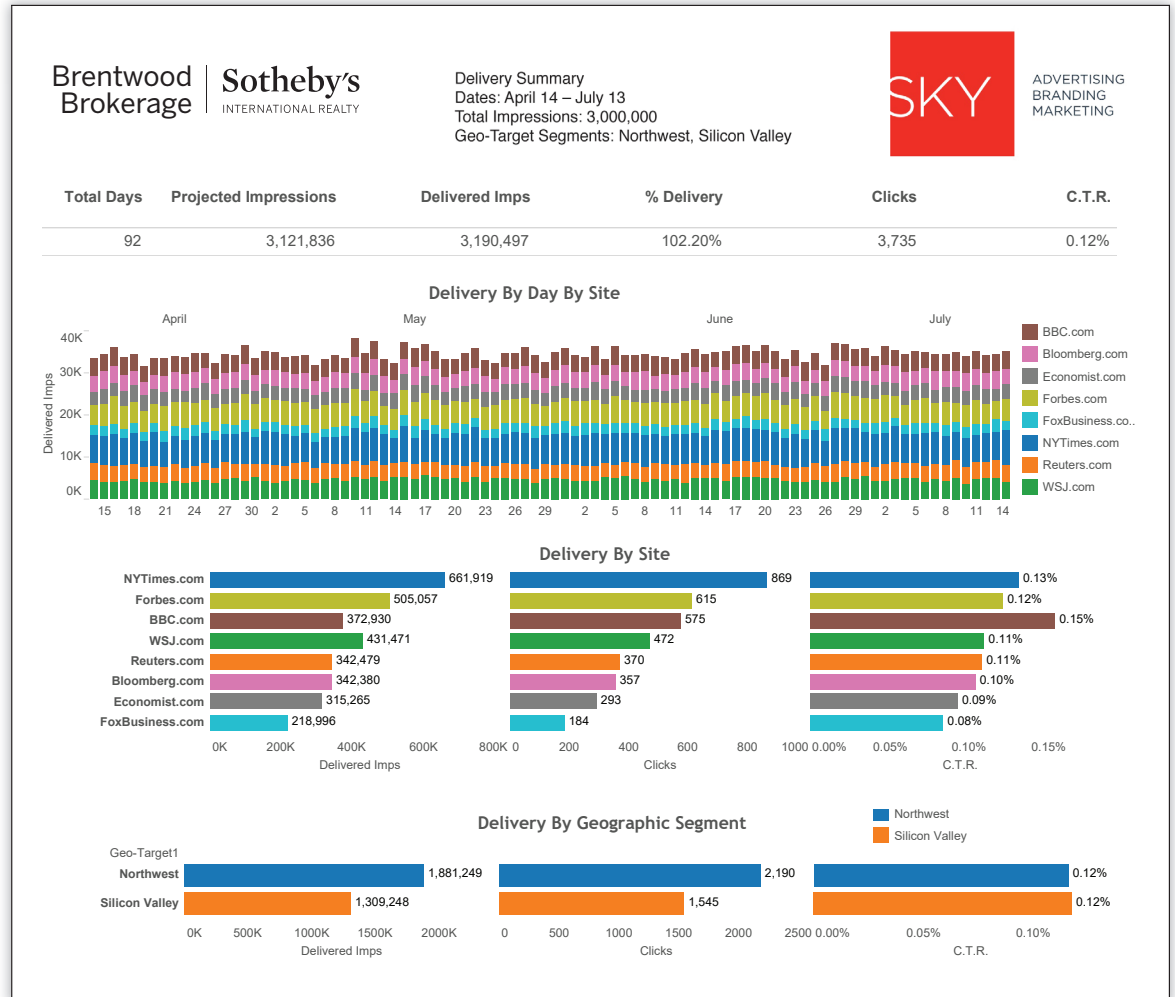 Brentwood Brokerage
Sotheby's
INTERNATIONAL REALTY
Delivery Summary
Dates: April 14 – July 13
Total Impressions: 3,000,000
Geo-Target Segments: Northwest, Silicon Valley
SKY
ADVERTISING
BRANDING
MARKETING
Total Days Projected Impressions Delivered Imps % Delivery Clicks C.T.R.
92 3,121,836 3,190,497 102.20% 3,735 0.12%
Delivery By Day By Site
April May June July
40K
30K
20K
10K
0K
Delivered Imps
15 18 21 24 27 30 2 5 8 11 14 17 20 23 26 29 2 5 8 11 14 17 20 23 26 29 2 5 8 11 14
BBC.com
Bloomberg.com
Economist.com
Forbes.com
FoxBusiness.co..
NYTimes.com
Reuters.com
WSJ.com
Delivery By Site
NYTimes.com 661,919 869 0.13%
Forbes.com 505,057 615 0.12%
BBC.com 372,930 575 0.15%
WSJ.com 431,471 472 0.11%
Reuters.com 342,479 370 0.11%
Bloomberg.com 342,380 357 0.10%
Economist.com 315,265 293 0.09%
FoxBusiness.com 218,996 184 0.08%
0K 200K 400K 600K 800K 0 200 400 600 800 1000 0.00% 0.05% 0.10% 0.15%
Delivered Imps Clicks C.T.R.
Delivery By Geographic Segment
Northwest
Silicon Valley
Geo-Target1
Northwest 1,881,249 2,190 0.12%
Silicon Valley 1,309,248 1,545 0.12%
0K 500K 1000K 1500K 2000K 0 500 1000 1500 2000 2500 0.00% 0.05% 0.10%
Delivered Imps Clicks C.T.R.